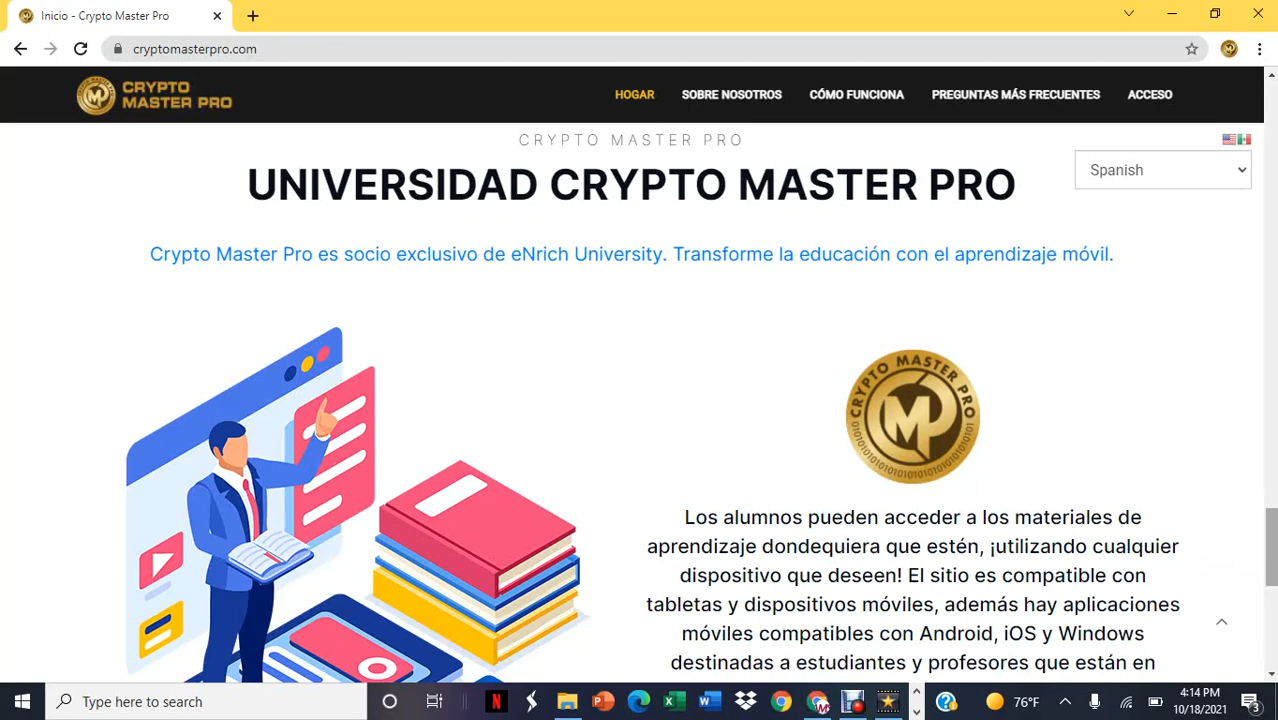 Inicio - Crypto Master Pro
cryptomasterpro.com
CRYPTO
MASTER PRO
HOGAR SOBRE NOSOTROS CÓMO FUNCIONA PREGUNTAS MÁS FRECUENTES ACCESO
CRYPTO MASTER PRO
Spanish
UNIVERSIDAD CRYPTO MASTER PRO
Crypto Master Pro es socio exclusivo de eNrich University. Transforme la educación con el aprendizaje móvil.
CRYPTO MASTER PRO
Los alumnos pueden acceder a los materiales de
aprendizaje dondequiera que estén, ¡utilizando cualquier
dispositivo que deseen! El sitio es compatible con
tabletas y dispositivos móviles, además hay aplicaciones
móviles compatibles con Android, iOS y Windows
destinadas a estudiantes y profesores que están en
Type here to search
76°F
4:14 PM
10/18/2021
3